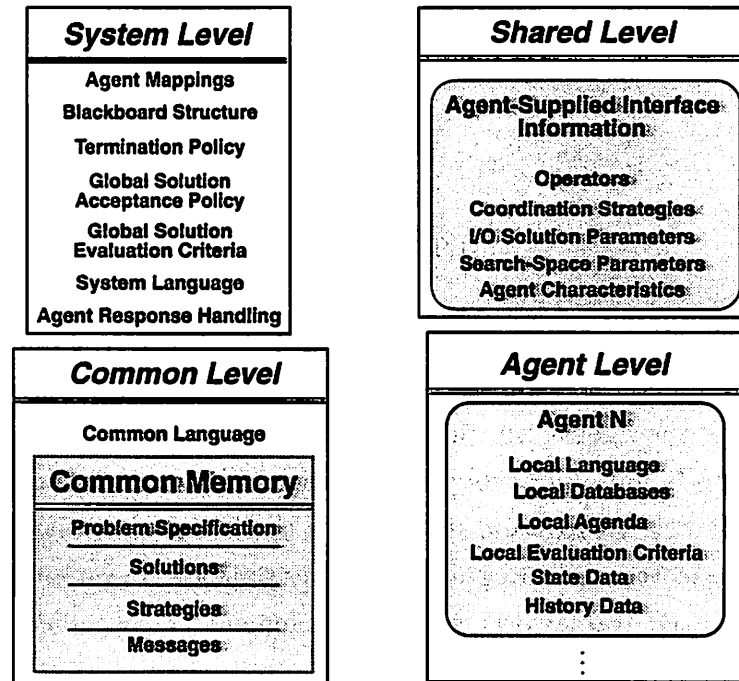 System Level
Agent Mappings
Blackboard Structure
Termination Policy
Global Solution
Acceptance Policy
Global Solution
Evaluation Criteria
System Language
Agent Response Handling
Shared Level
Agent-Supplied Interface
Information
Operators
Coordination Strategies
I/O Solution Parameters
Search-Space Parameters
Agent Characteristics
Common Level
Common Language
Common Memory
Problem Specification
Solutions
Strategies
Messages
Agent Level
Agent N
Local Language
Local Databases
Local Agenda
Local Evaluation Criteria
State Data
History Data